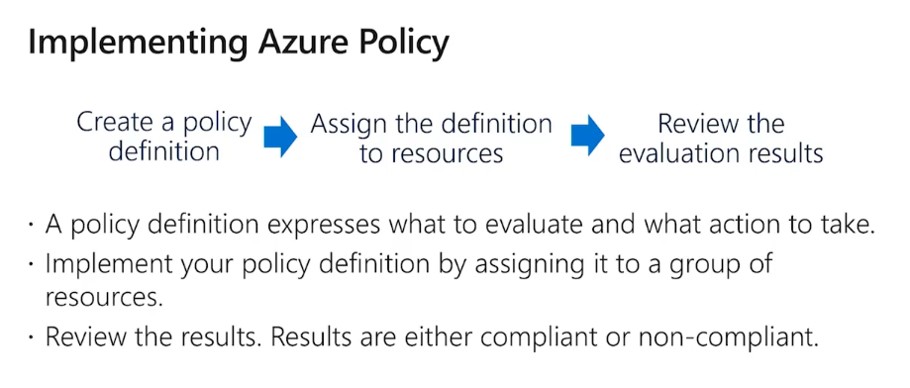 Implementing Azure Policy
Create a policy
definition
Assign the definition
to resources
Review the
evaluation results
· A policy definition expresses what to evaluate and what action to take.
· Implement your policy definition by assigning it to a group of
resources.
· Review the results. Results are either compliant or non-compliant.